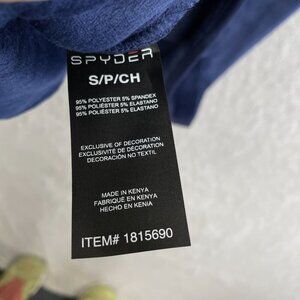 SPYDER
S/P/CH
95% POLYESTER 5% SPANDEX
95% POLIÉSTER 5% ELASTANO
95% POLIÉSTER 5% ELASTANO
EXCLUSIVE OF DECORATION
EXCLUSIVE DE DÉCORATION
DECORACIÓN NO TEXTIL
MADE IN KENYA
FABRIQUÉ EN KENYA
HECHO EN KENIA
ITEM# 1815690